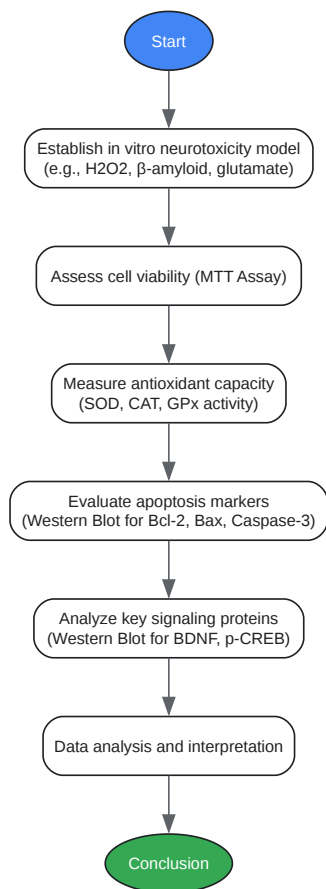 Start
Establish in vitro neurotoxicity model
(e.g., H2O2, β-amyloid, glutamate)
Assess cell viability (MTT Assay)
Measure antioxidant capacity
(SOD, CAT, GPx activity)
Evaluate apoptosis markers
(Western Blot for Bcl-2, Bax, Caspase-3)
Analyze key signaling proteins
(Western Blot for BDNF, p-CREB)
Data analysis and interpretation
Conclusion